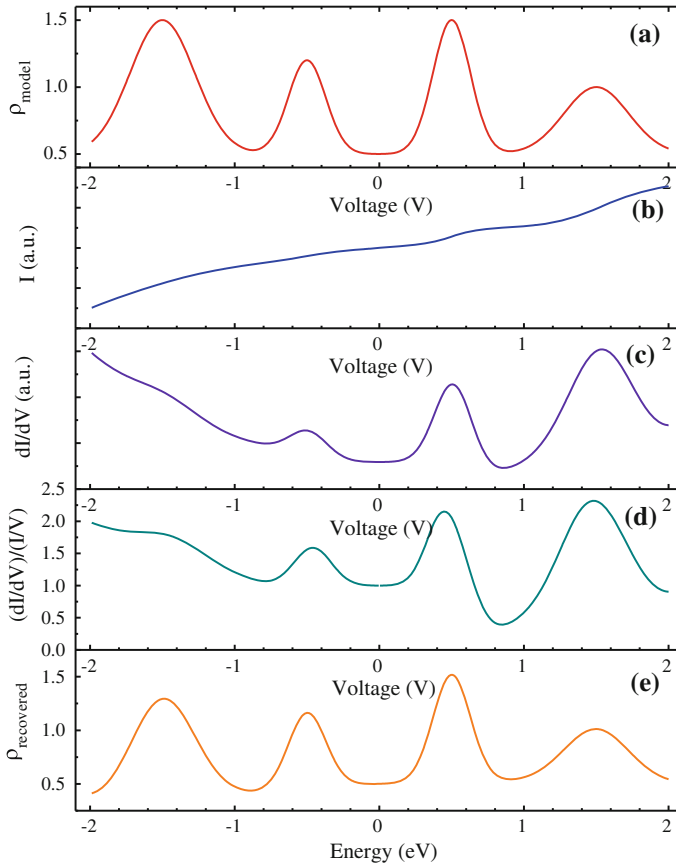 (a)
1.5
1.0
0.5
ρmodel
-2 -1 0 1 2
Voltage (V)
(b)
I (a.u.)
-2 -1 0 1 2
Voltage (V)
(c)
dI/dV (a.u.)
-2 -1 0 1 2
Voltage (V)
(d)
2.5
2.0
1.5
1.0
0.5
0.0
(dI/dV)/(I/V)
-2 -1 0 1 2
Voltage (V)
(e)
1.5
1.0
0.5
ρrecovered
-2 -1 0 1 2
Energy (eV)